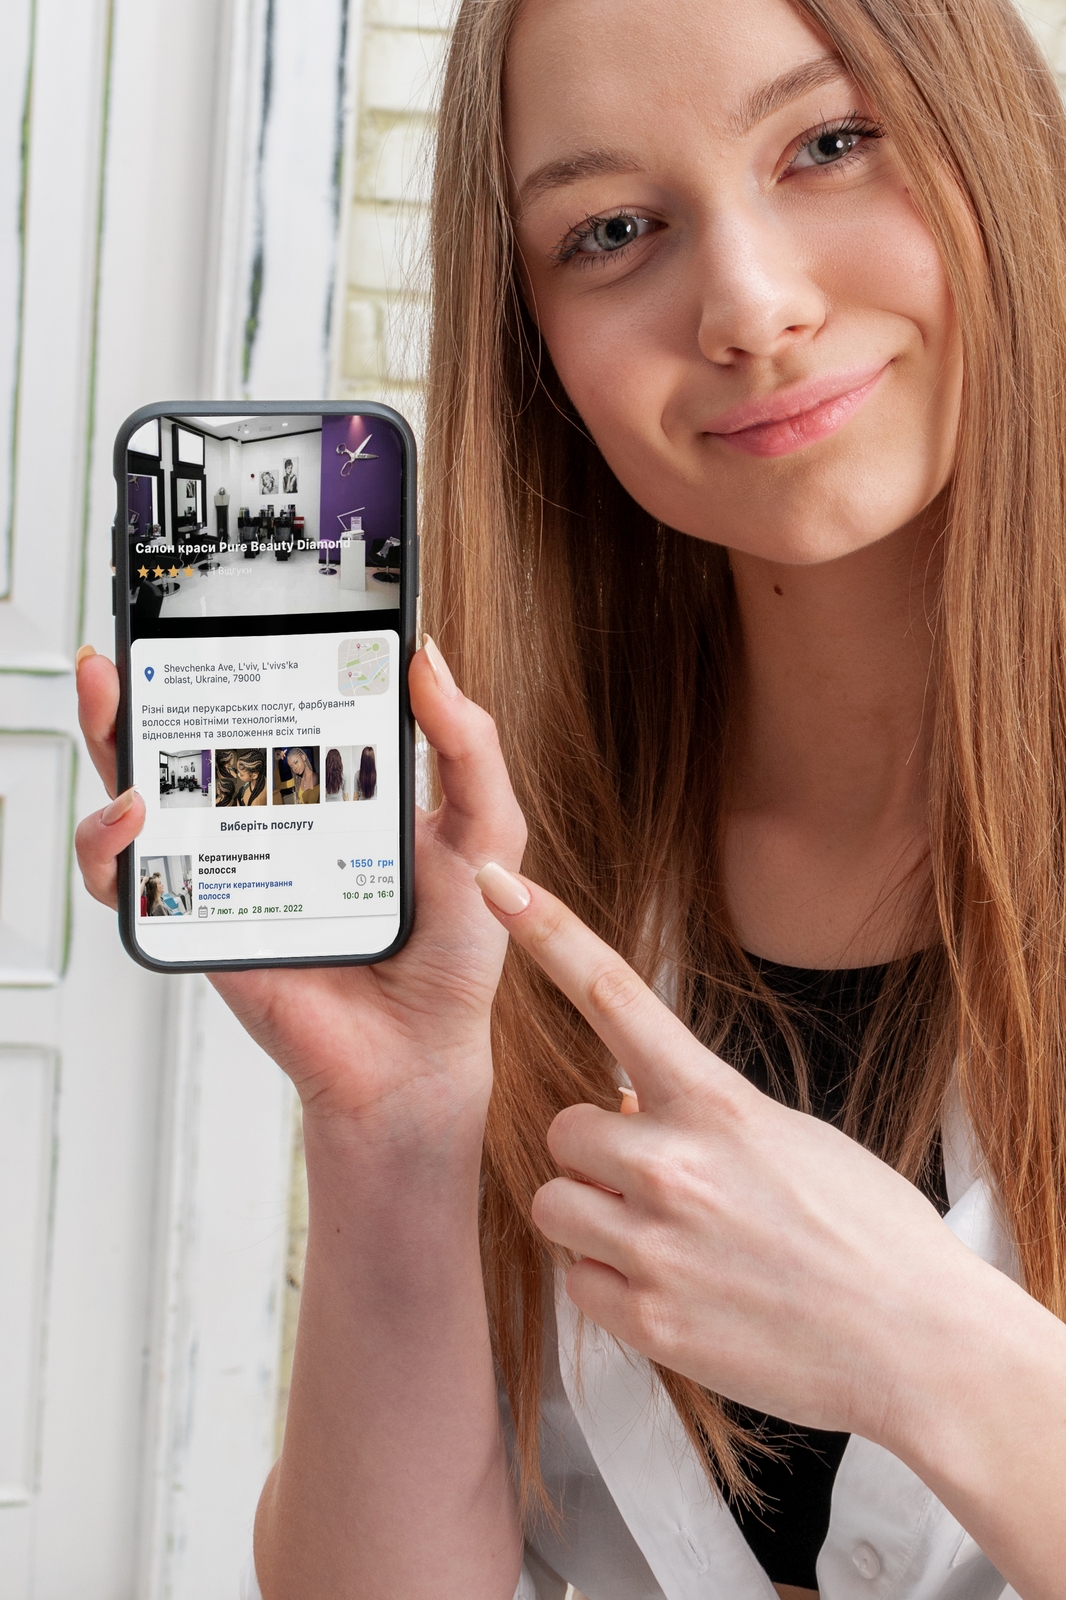 Салон краси Pure Beauty Diamond
1 Відгуки
Shevchenka Ave, L'viv, L'vivs'ka
oblast, Ukraine, 79000
Різні види перукарських послуг, фарбування
волосся новітніми технологіями,
відновлення та зволоження всіх типів
Виберіть послугу
Кератинування
волосся
1550 грн
Послуги кератинування
волосся
2 год
10:0 до 16:0
7 лют. до 28 лют. 2022